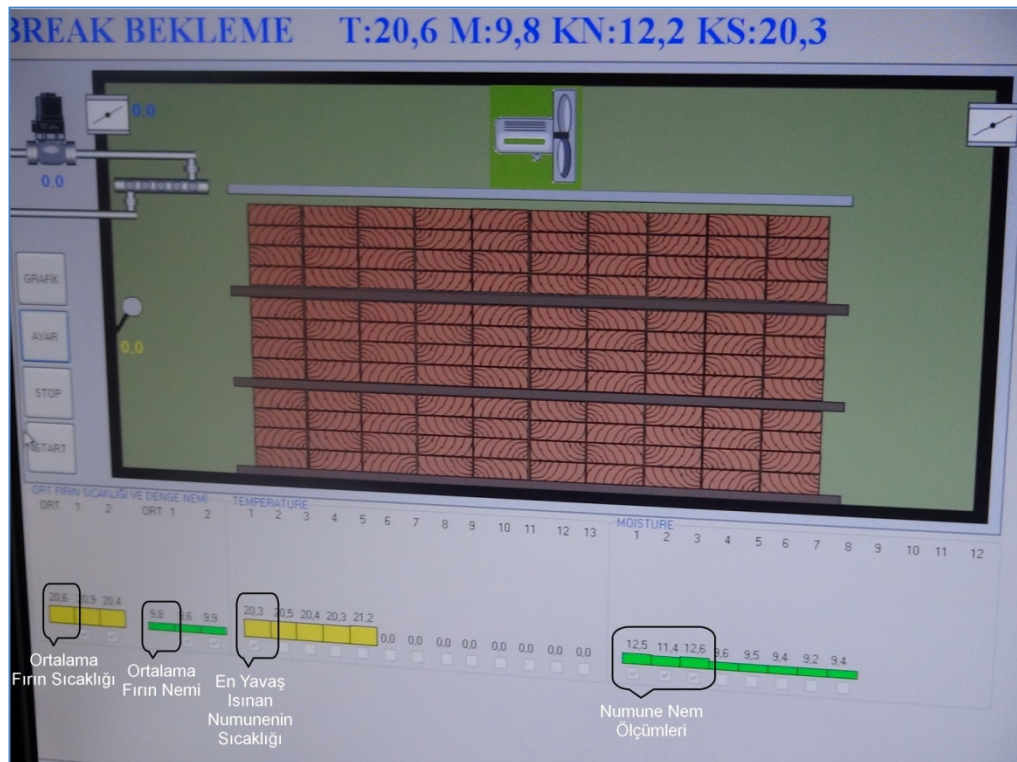 BREAK BEKLEME T:20,6 M:9,8 KN:12,2 KS:20,3
0,0
0,0
GRAFİK
AYAR
0,0
STOP
START
ORT FIRIN SICAKLIĞI VE DENGE NEMİ TEMPERATURE MOISTURE
ORT. 1 2 ORT 1 2 1 2 3 4 5 6 7 8 9 10 11 12 13 1 2 3 4 5 6 7 8 9 10 11 12
20,6 20,9 20,4 9,8 9,6 9,9 20,3 20,5 20,4 20,3 21,2 0,0 0,0 0,0 0,0 0,0 0,0 0,0 0,0 12,5 11,4 12,6 9,6 9,5 9,4 9,2 9,4
Ortalama
Fırın Sıcaklığı
Ortalama
Fırın Nemi
En Yavaş
Isınan
Numunenin
Sıcaklığı
Numune Nem
Ölçümleri